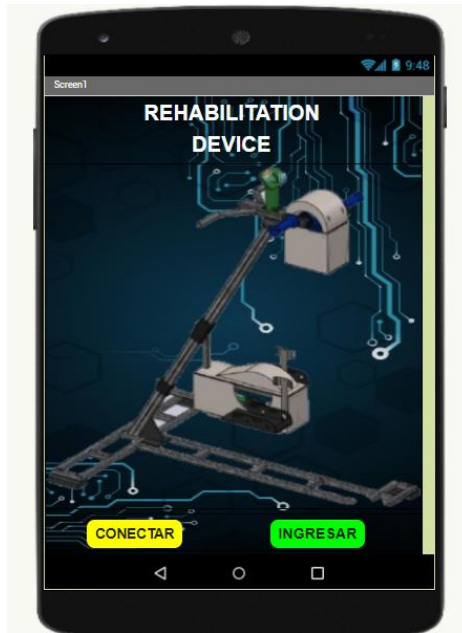 9:48
Screen1
REHABILITATION
DEVICE
CONECTAR
INGRESAR